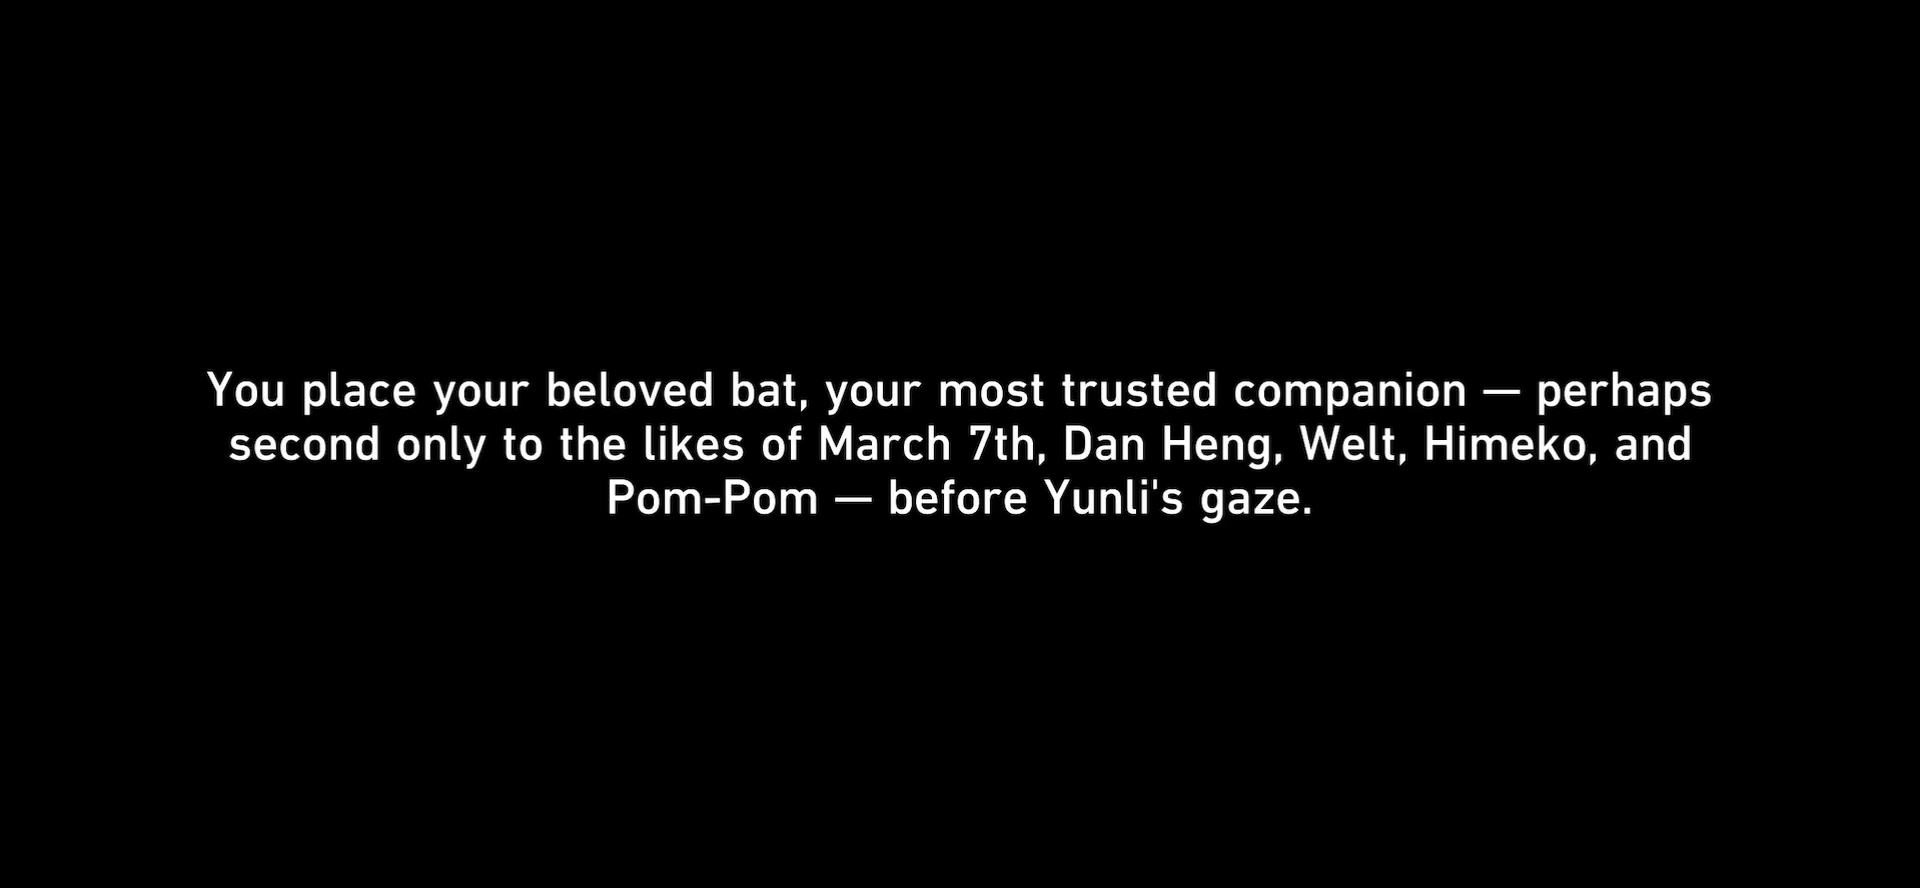 You place your beloved bat, your most trusted companion — perhaps
second only to the likes of March 7th, Dan Heng, Welt, Himeko, and
Pom-Pom — before Yunli's gaze.